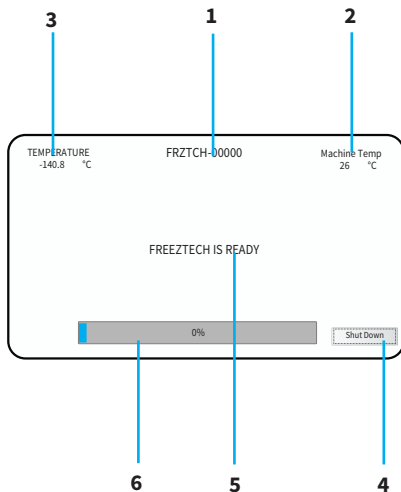 3 1 2
TEMPERATURE FRZTCH-00000 Machine Temp
-140.8 °C 26 °C
FREEZTECH IS READY
0% Shut Down
6 5 4